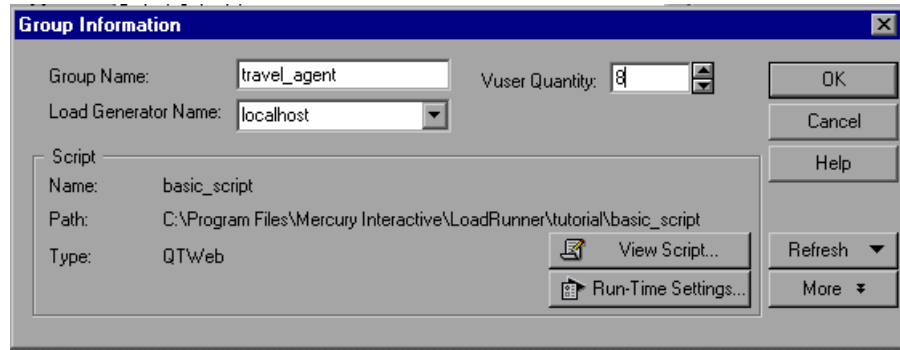 Group Information
Group Name: travel_agent Vuser Quantity: 8 OK
Load Generator Name: localhost Cancel
Script Help
Name: basic_script
Path: C:\Program Files\Mercury Interactive\LoadRunner\tutorial\basic_script
Type: QTWeb View Script... Refresh
Run-Time Settings... More